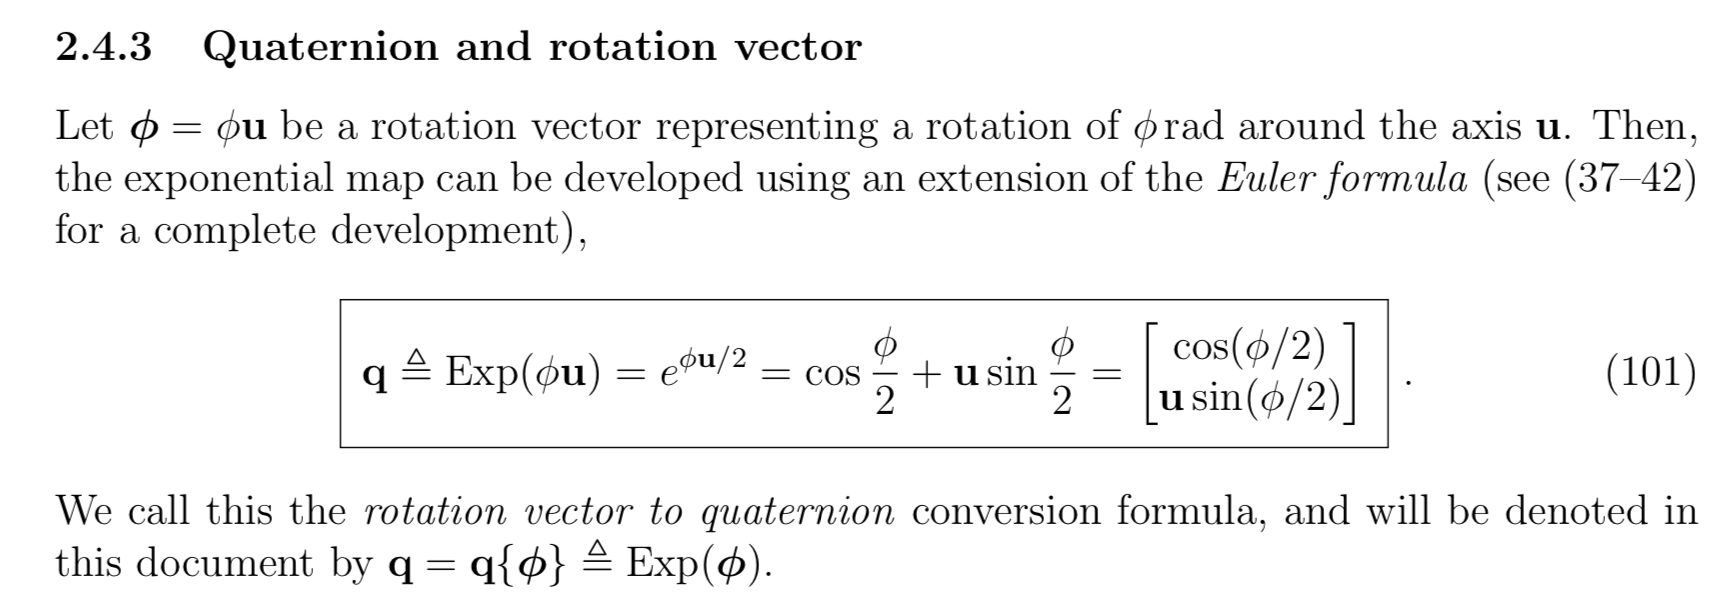 2.4.3 Quaternion and rotation vector
Let 𝛟 = ϕ𝐮 be a rotation vector representing a rotation of ϕ rad around the axis 𝐮. Then,
the exponential map can be developed using an extension of the Euler formula (see (37–42)
for a complete development),
𝐪 ≜ Exp(ϕ𝐮) = e^{ϕ𝐮/2} = cos ϕ/2 + 𝐮 sin ϕ/2 = [cos(ϕ/2) ; 𝐮 sin(ϕ/2)] . (101)
We call this the rotation vector to quaternion conversion formula, and will be denoted in
this document by 𝐪 = 𝐪{𝛟} ≜ Exp(𝛟).